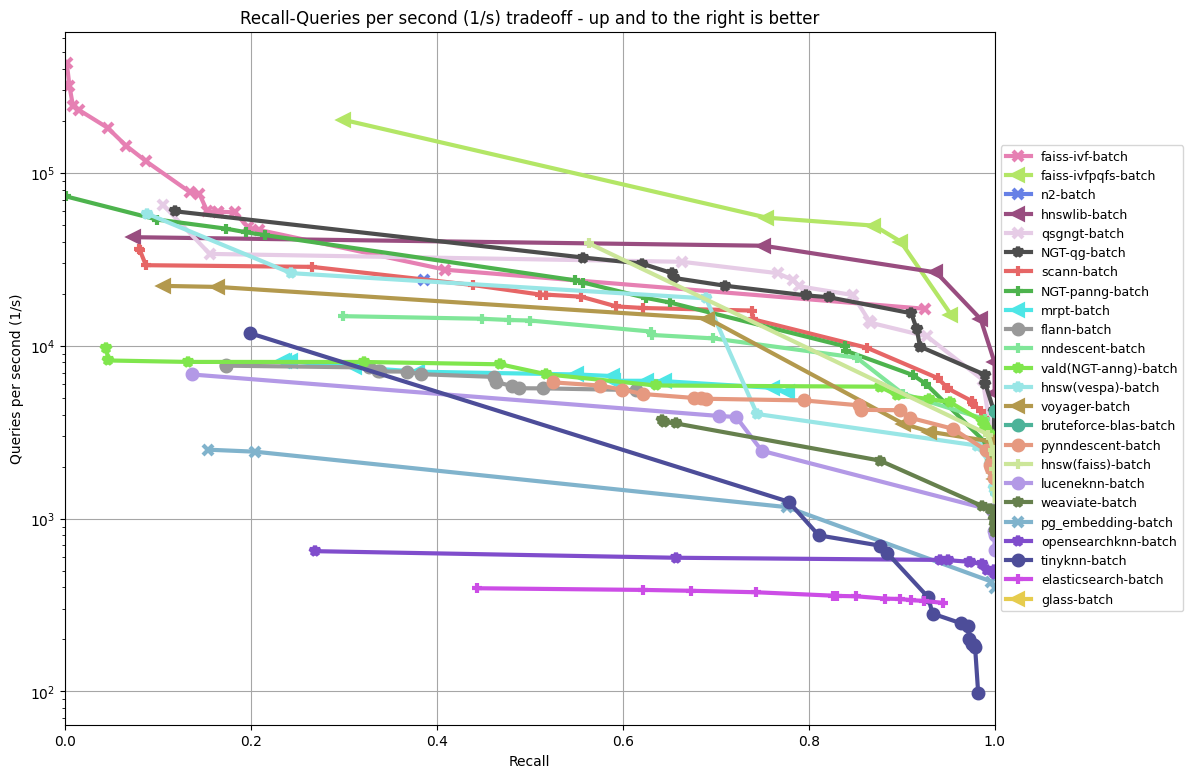 Recall-Queries per second (1/s) tradeoff - up and to the right is better
Queries per second (1/s)
10^5
10^4
10^3
10^2
0.0 0.2 0.4 0.6 0.8 1.0
Recall
faiss-ivf-batch
faiss-ivfpqfs-batch
n2-batch
hnswlib-batch
qsgngt-batch
NGT-qg-batch
scann-batch
NGT-panng-batch
mrpt-batch
flann-batch
nndescent-batch
vald(NGT-anng)-batch
hnsw(vespa)-batch
voyager-batch
bruteforce-blas-batch
pynndescent-batch
hnsw(faiss)-batch
luceneknn-batch
weaviate-batch
pg_embedding-batch
opensearchknn-batch
tinyknn-batch
elasticsearch-batch
glass-batch